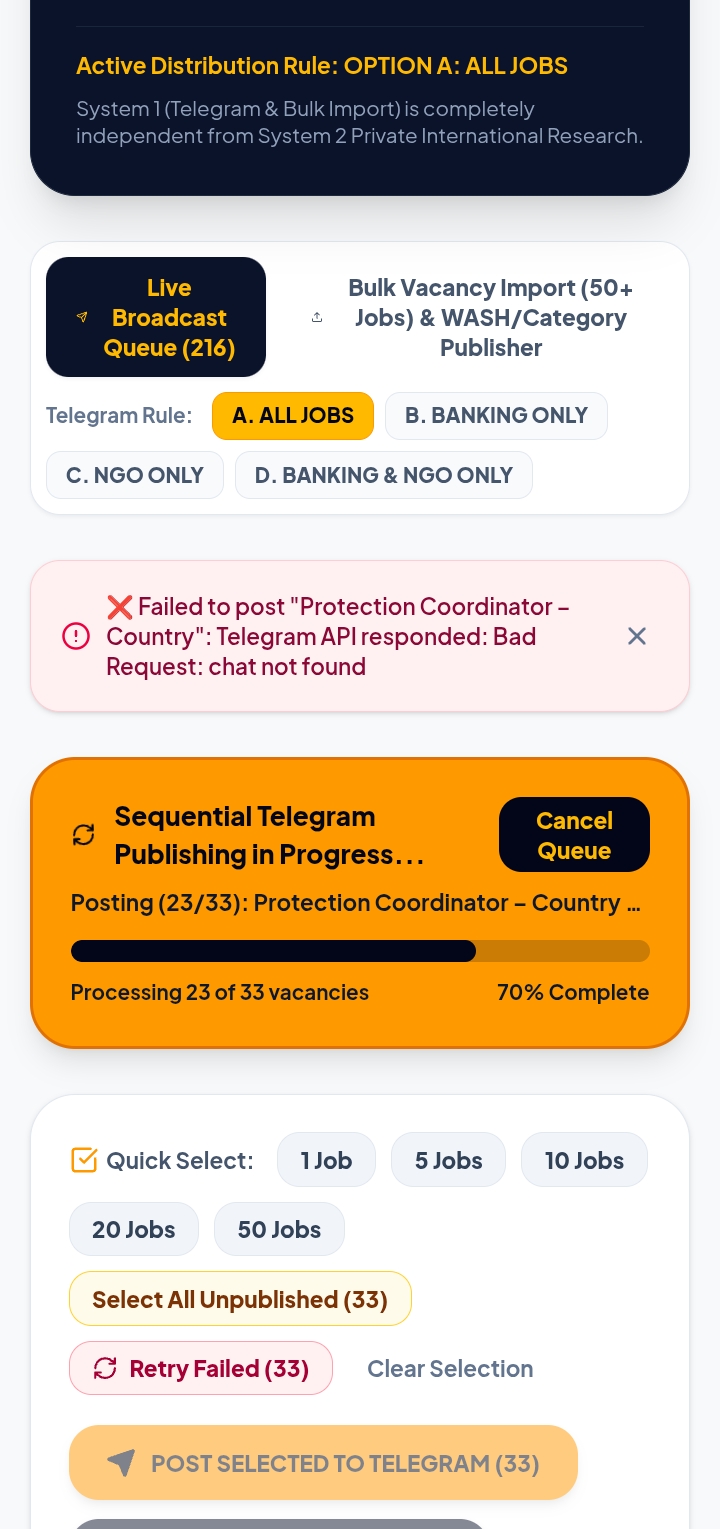 Active Distribution Rule: OPTION A: ALL JOBS
System 1 (Telegram & Bulk Import) is completely
independent from System 2 Private International Research.
Live
Broadcast
Queue (216)
Bulk Vacancy Import (50+
Jobs) & WASH/Category
Publisher
Telegram Rule:
A. ALL JOBS
B. BANKING ONLY
C. NGO ONLY
D. BANKING & NGO ONLY
❌ Failed to post "Protection Coordinator –
Country": Telegram API responded: Bad
Request: chat not found
Sequential Telegram
Publishing in Progress...
Cancel
Queue
Posting (23/33): Protection Coordinator – Country ...
Processing 23 of 33 vacancies
70% Complete
Quick Select:
1 Job
5 Jobs
10 Jobs
20 Jobs
50 Jobs
Select All Unpublished (33)
Retry Failed (33)
Clear Selection
POST SELECTED TO TELEGRAM (33)